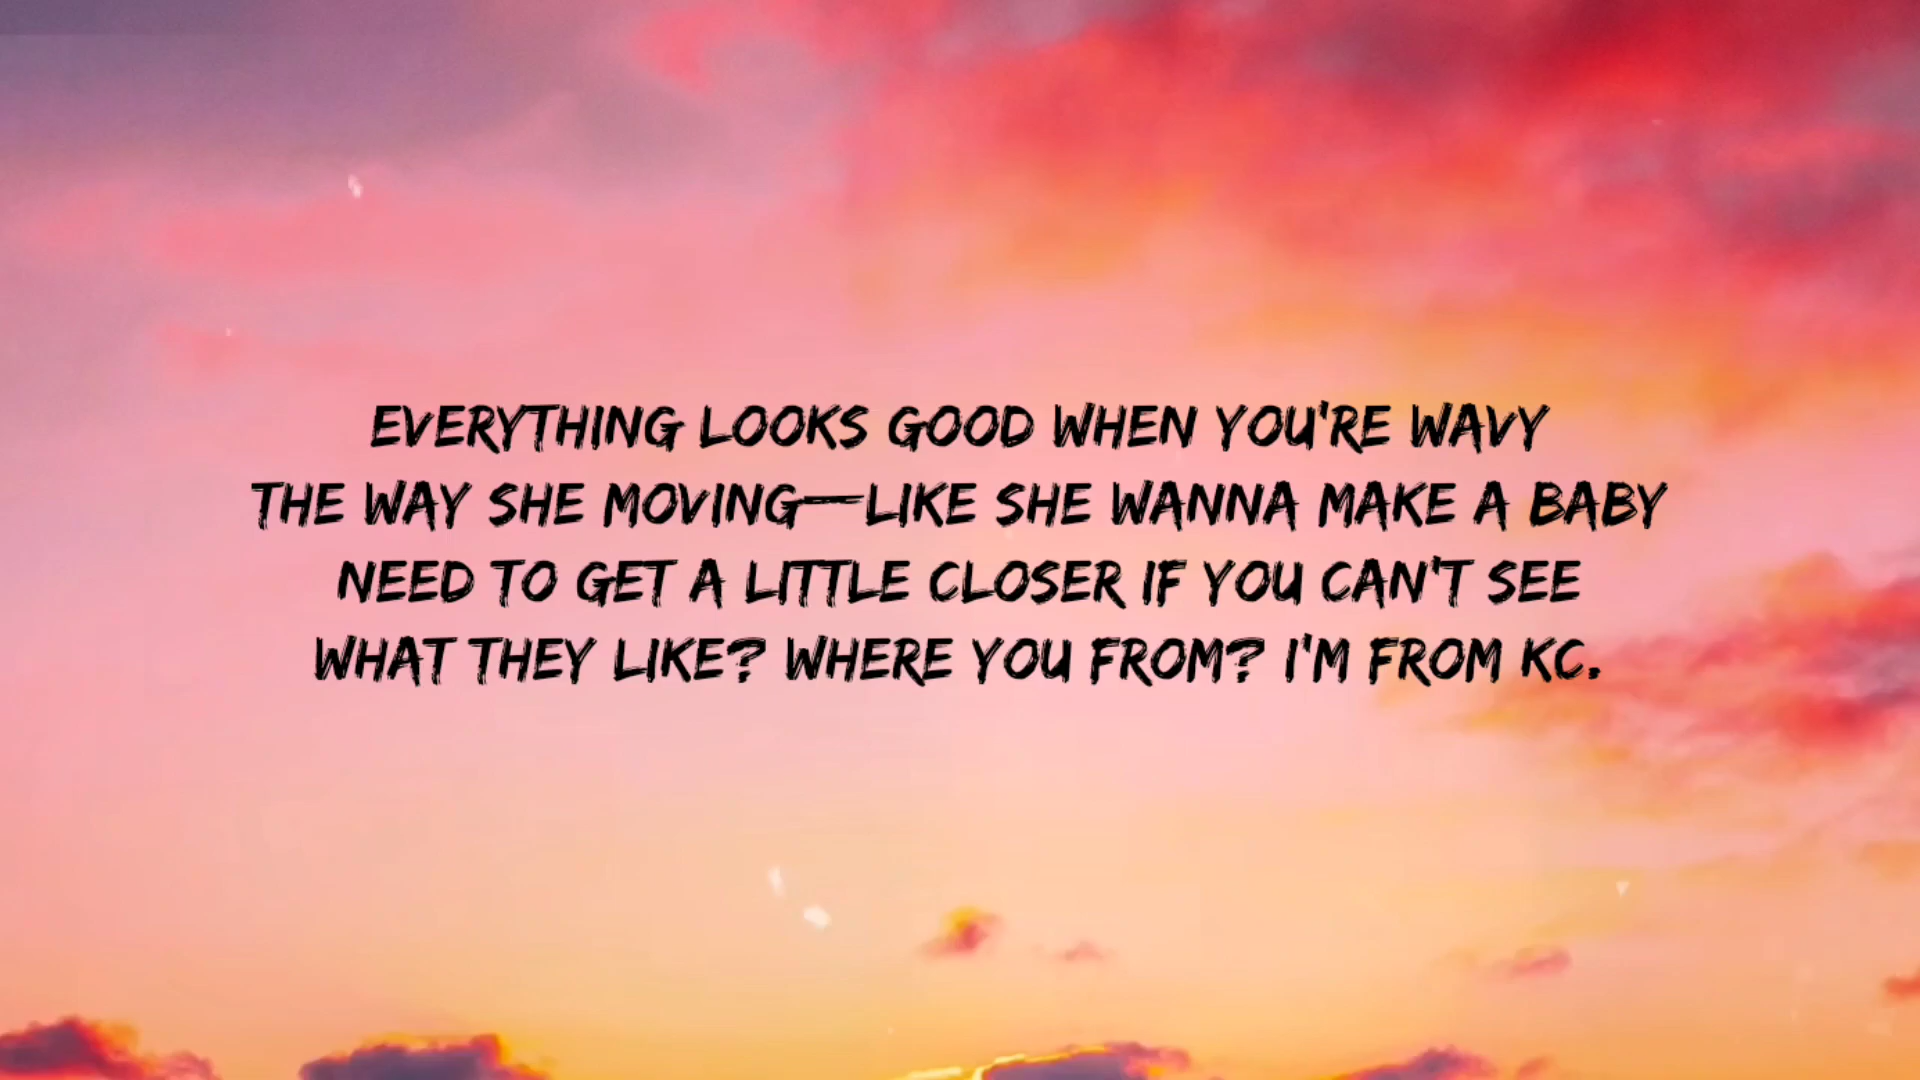 EVERYTHING LOOKS GOOD WHEN YOU'RE WAVY
THE WAY SHE MOVING—LIKE SHE WANNA MAKE A BABY
NEED TO GET A LITTLE CLOSER IF YOU CAN'T SEE
WHAT THEY LIKE? WHERE YOU FROM? I'M FROM KC.